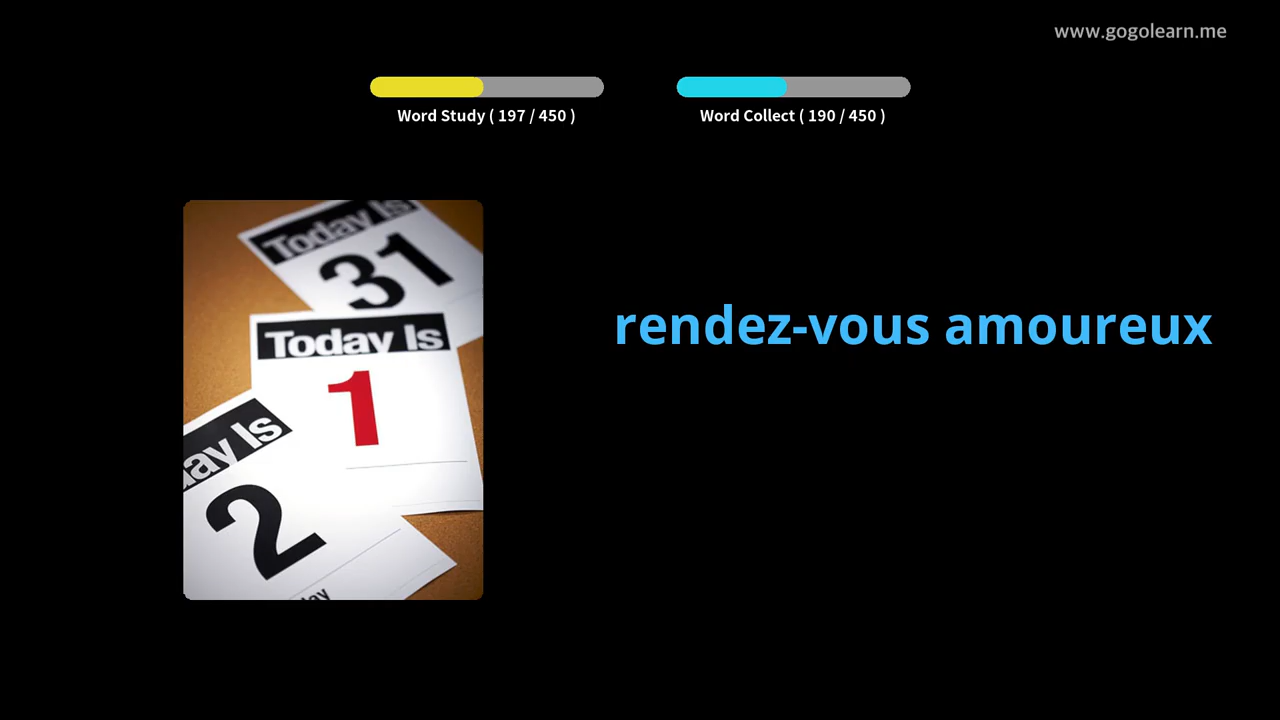 www.gogolearn.me
Word Study ( 197 / 450 )
Word Collect ( 190 / 450 )
Today Is
31
Today Is
1
ay Is
2
ay
rendez-vous amoureux